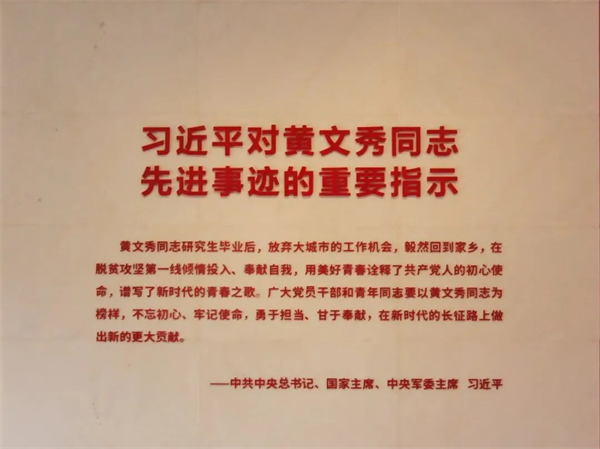 习近平对黄文秀同志
先进事迹的重要指示
黄文秀同志研究生毕业后，放弃大城市的工作机会，毅然回到家乡，在
脱贫攻坚第一线倾情投入、奉献自我，用美好青春诠释了共产党人的初心使
命，谱写了新时代的青春之歌。广大党员干部和青年同志要以黄文秀同志为
榜样，不忘初心、牢记使命，勇于担当、甘于奉献，在新时代的长征路上做
出新的更大贡献。
——中共中央总书记、国家主席、中央军委主席 习近平